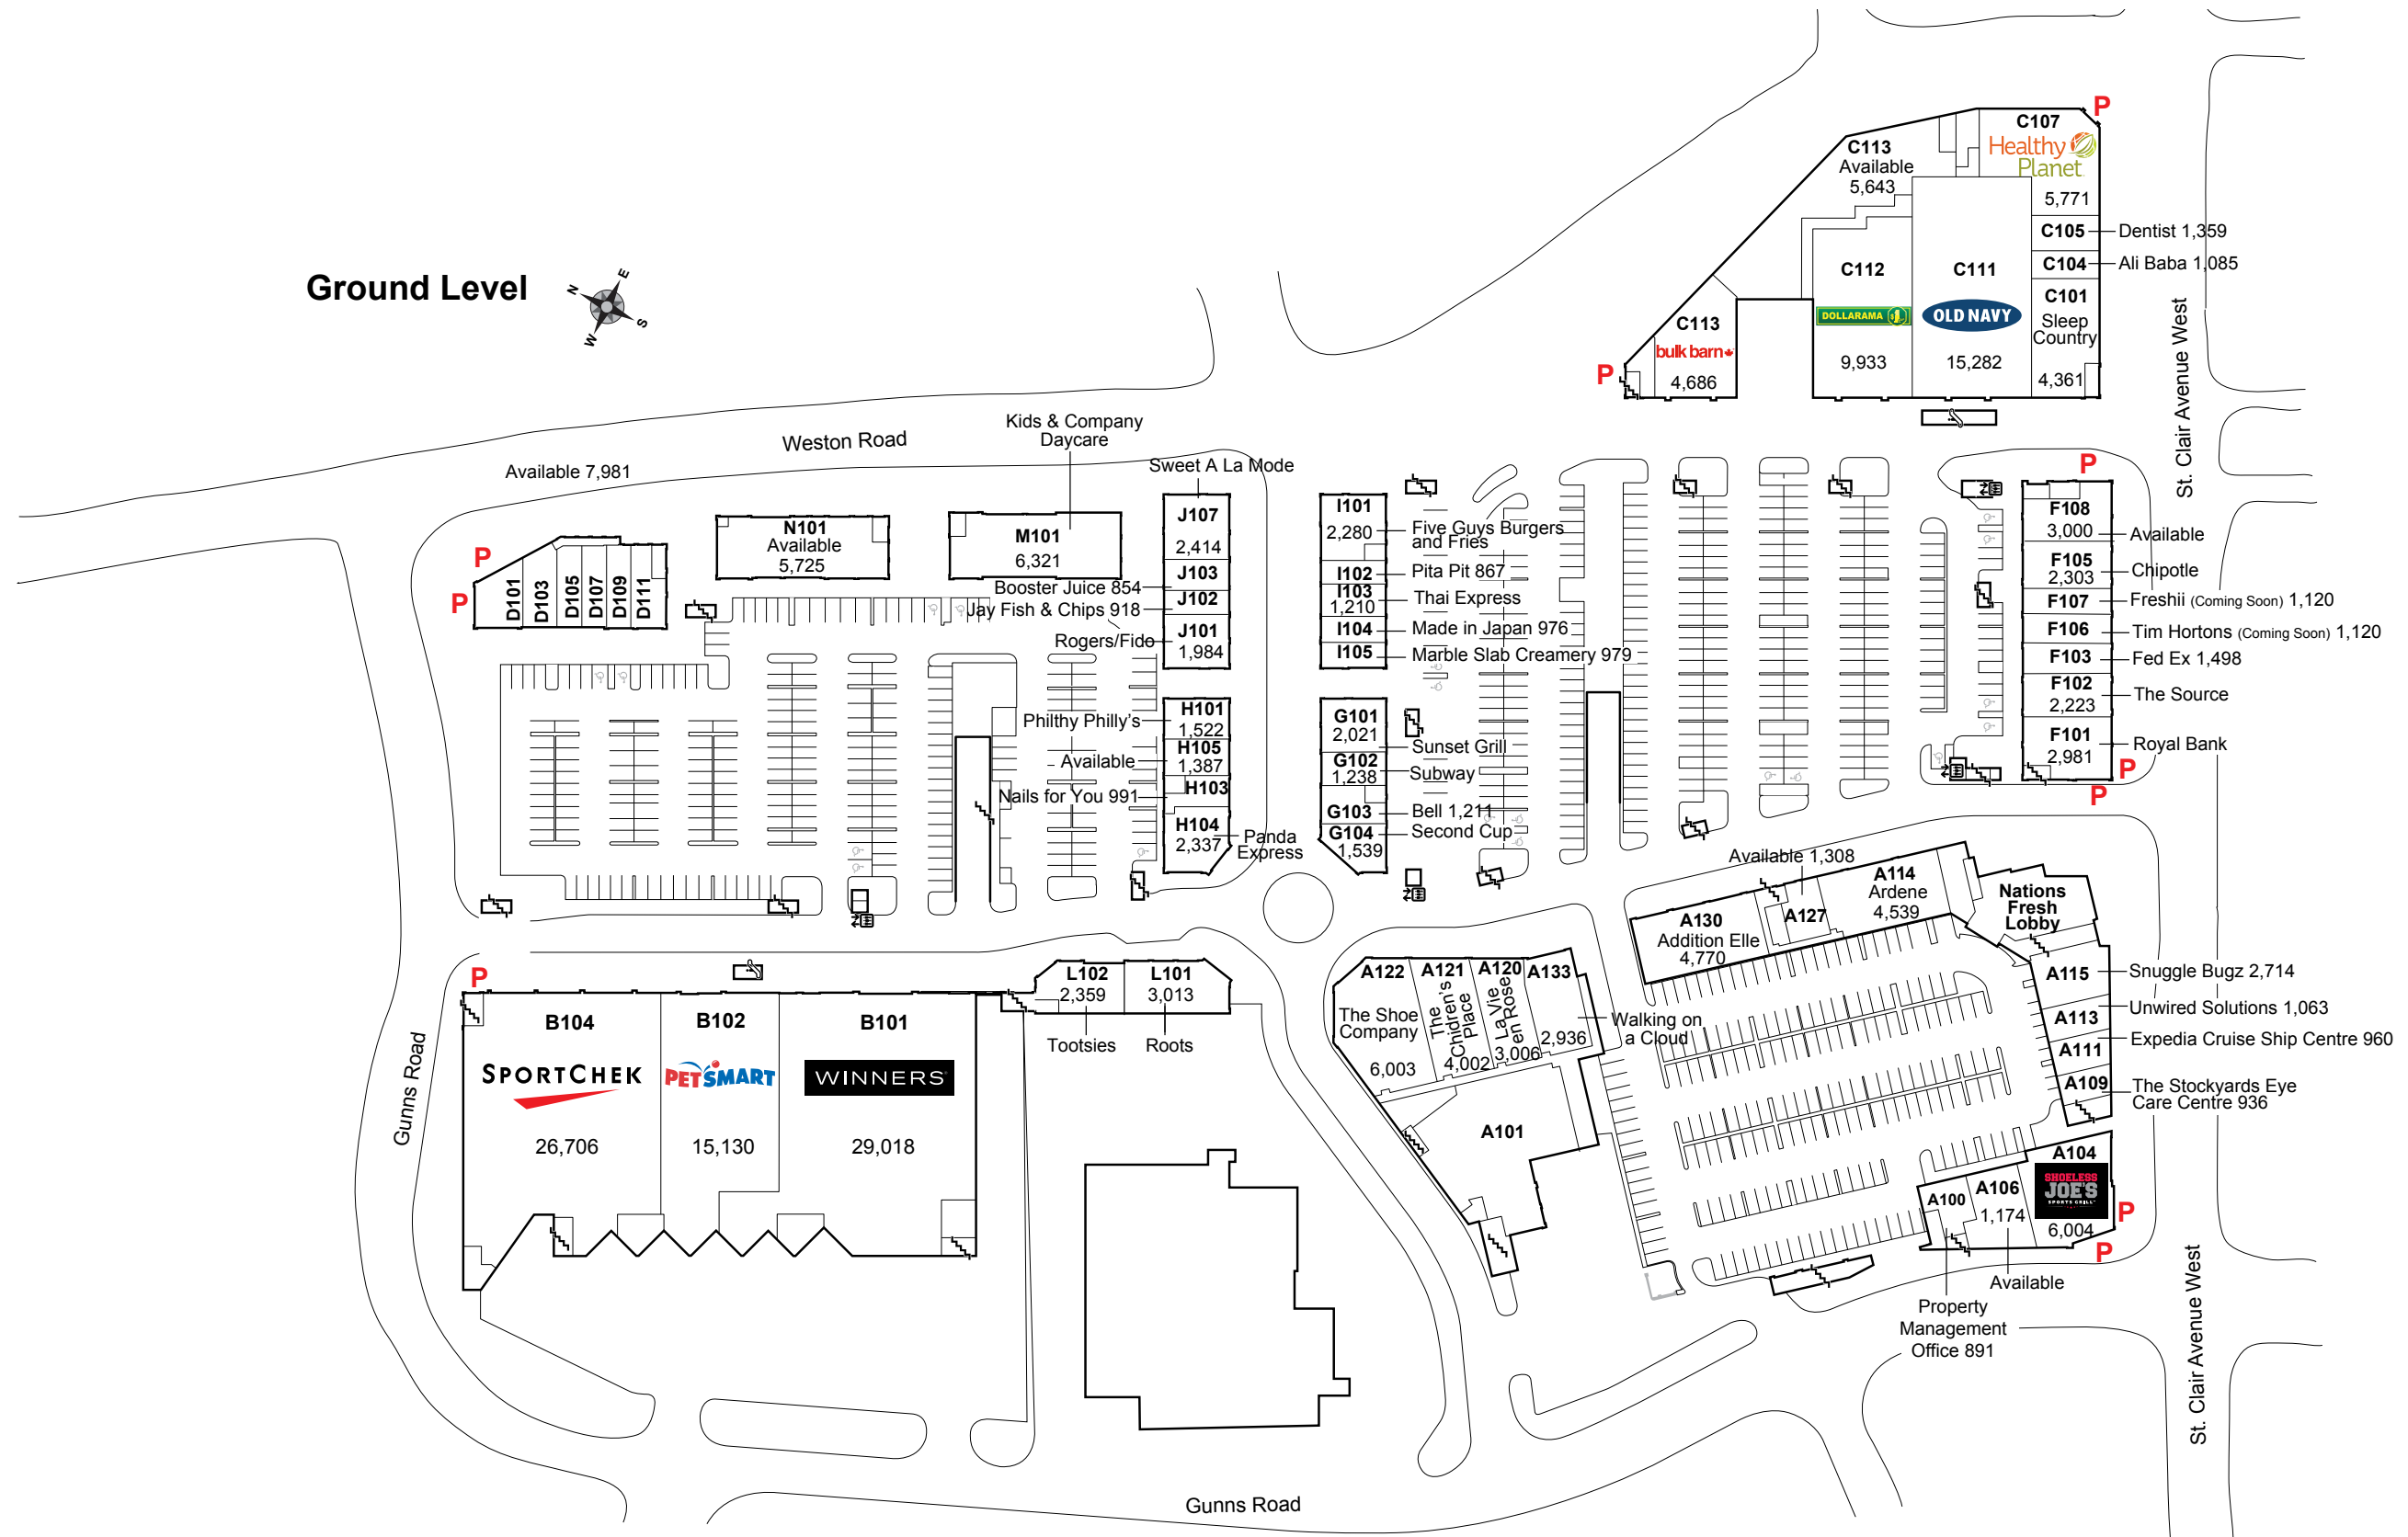 Ground Level
N
E
S
W
P
C107
Healthy
Planet
5,771
C113
Available
5,643
C105
Dentist 1,359
C104
Ali Baba 1,085
C112
C111
C101
Sleep
Country
4,361
DOLLARAMA
OLD NAVY
9,933
15,282
C113
bulk barn
4,686
P
St. Clair Avenue West
Weston Road
Available 7,981
Kids & Company
Daycare
Sweet A La Mode
P
P
D101
D103
D105
D107
D109
D111
N101
Available
5,725
M101
6,321
J107
2,414
J103
Booster Juice 854
J102
Jay Fish & Chips 918
J101
Rogers/Fido
1,984
I101
2,280
Five Guys Burgers
and Fries
I102
Pita Pit 867
I103
1,210
Thai Express
I104
Made in Japan 976
I105
Marble Slab Creamery 979
P
F108
3,000
Available
F105
2,303
Chipotle
F107
Freshii (Coming Soon) 1,120
F106
Tim Hortons (Coming Soon) 1,120
F103
Fed Ex 1,498
F102
2,223
The Source
F101
2,981
Royal Bank
P
P
H101
Philthy Philly's
1,522
H105
Available
1,387
H103
Nails for You 991
H104
2,337
Panda
Express
G101
2,021
Sunset Grill
G102
1,238
Subway
G103
Bell 1,211
G104
Second Cup
1,539
Available 1,308
A114
Ardene
4,539
A127
A130
Addition Elle
4,770
Nations
Fresh
Lobby
A115
Snuggle Bugz 2,714
Unwired Solutions 1,063
A113
Expedia Cruise Ship Centre 960
A111
A109
The Stockyards Eye
Care Centre 936
P
B104
SPORTCHEK
26,706
B102
PETSMART
15,130
B101
WINNERS
29,018
L102
2,359
Tootsies
L101
3,013
Roots
A122
The Shoe
Company
6,003
A121
The
Chidren's
Place
4,002
A120
La Vie
en Rose
3,006
A133
2,936
Walking on
a Cloud
A101
A104
SHOELESS
JOE'S
SPORTS GRILL
6,004
A106
1,174
Available
A100
Property
Management
Office 891
P
P
Gunns Road
Gunns Road
St. Clair Avenue West